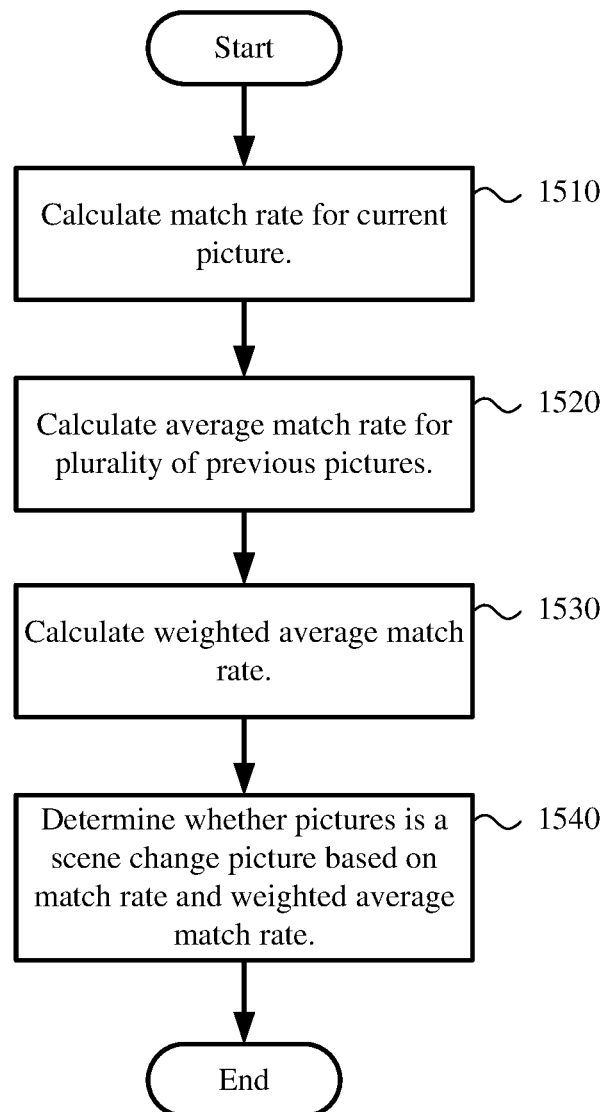 Start
1510
Calculate match rate for current
picture.
1520
Calculate average match rate for
plurality of previous pictures.
1530
Calculate weighted average match
rate.
1540
Determine whether pictures is a
scene change picture based on
match rate and weighted average
match rate.
End